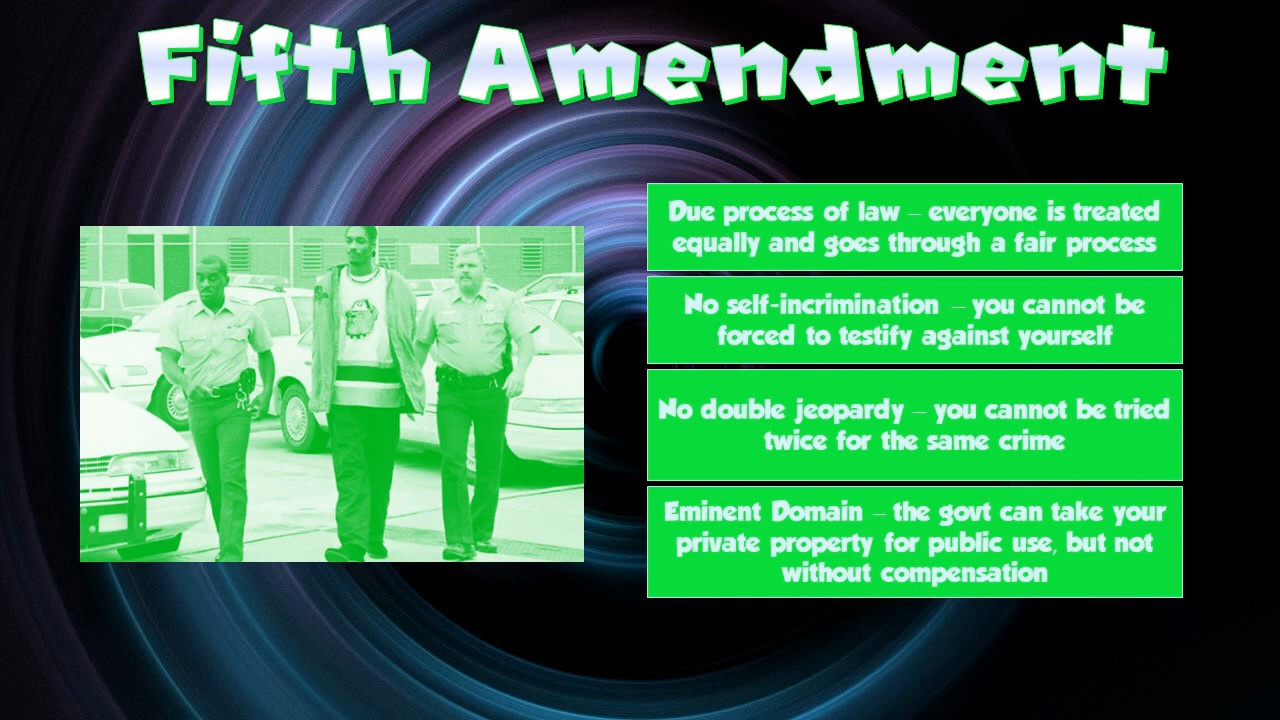 Fifth Amendment
Due process of law – everyone is treated
equally and goes through a fair process
No self-incrimination – you cannot be
forced to testify against yourself
No double jeopardy – you cannot be tried
twice for the same crime
Eminent Domain – the govt can take your
private property for public use, but not
without compensation